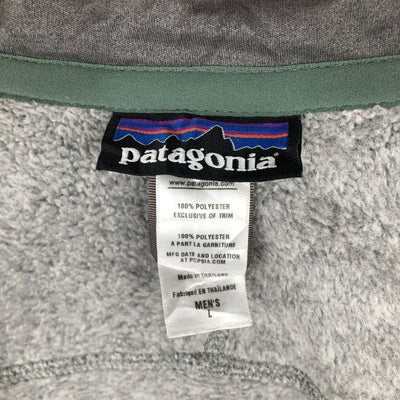 patagonia®
www.patagonia.com
100% POLYESTER
EXCLUSIVE OF TRIM
100% POLYESTER
A PART LA GARNITURE
MFG DATE AND LOCATION
AT PCPSIA.COM
Made in THAILAND
Fabriqué EN THAÏLANDE
MEN'S
L